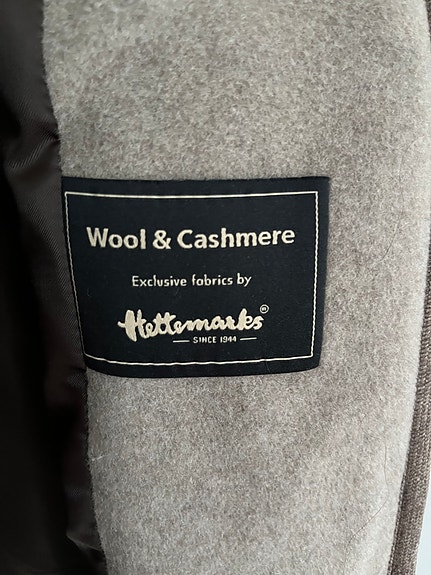 Wool & Cashmere
Exclusive fabrics by
Hettemarks®
SINCE 1944